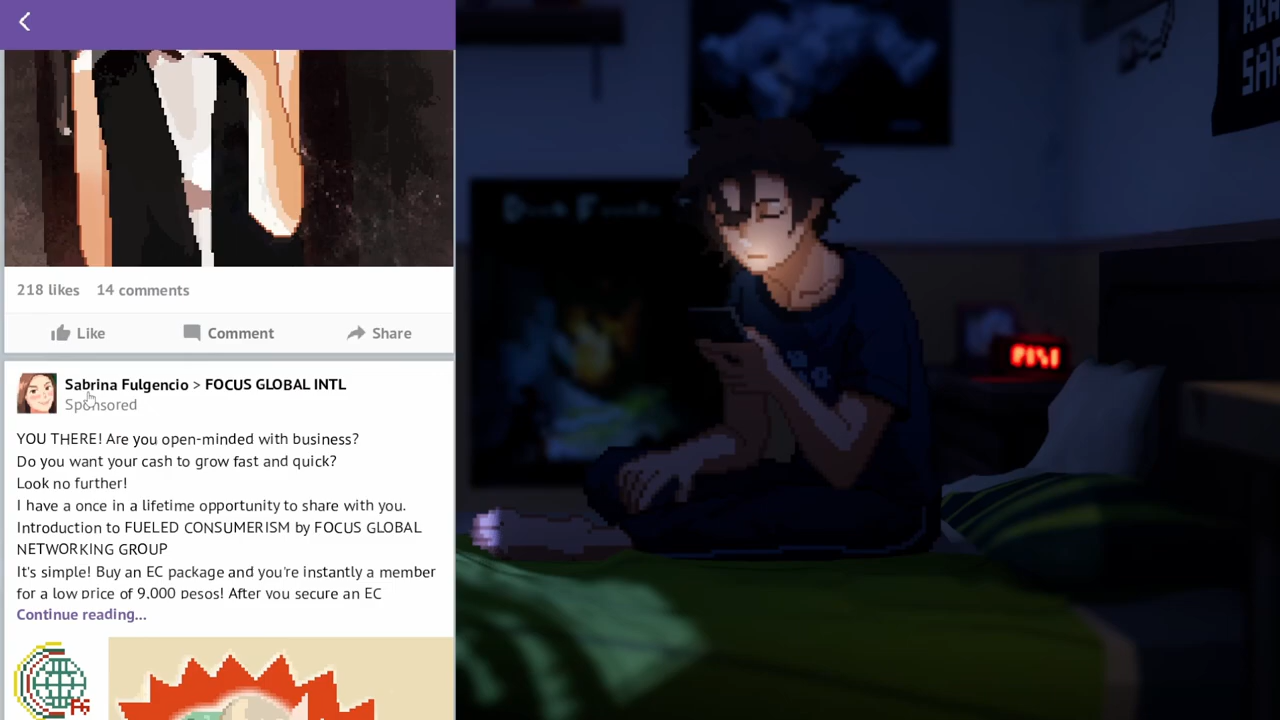 218 likes 14 comments
Like Comment Share
Sabrina Fulgencio > FOCUS GLOBAL INTL
Sponsored
YOU THERE! Are you open-minded with business?
Do you want your cash to grow fast and quick?
Look no further!
I have a once in a lifetime opportunity to share with you.
Introduction to FUELED CONSUMERISM by FOCUS GLOBAL
NETWORKING GROUP
It's simple! Buy an EC package and you're instantly a member
for a low price of 9,000 pesos! After you secure an EC
Continue reading...